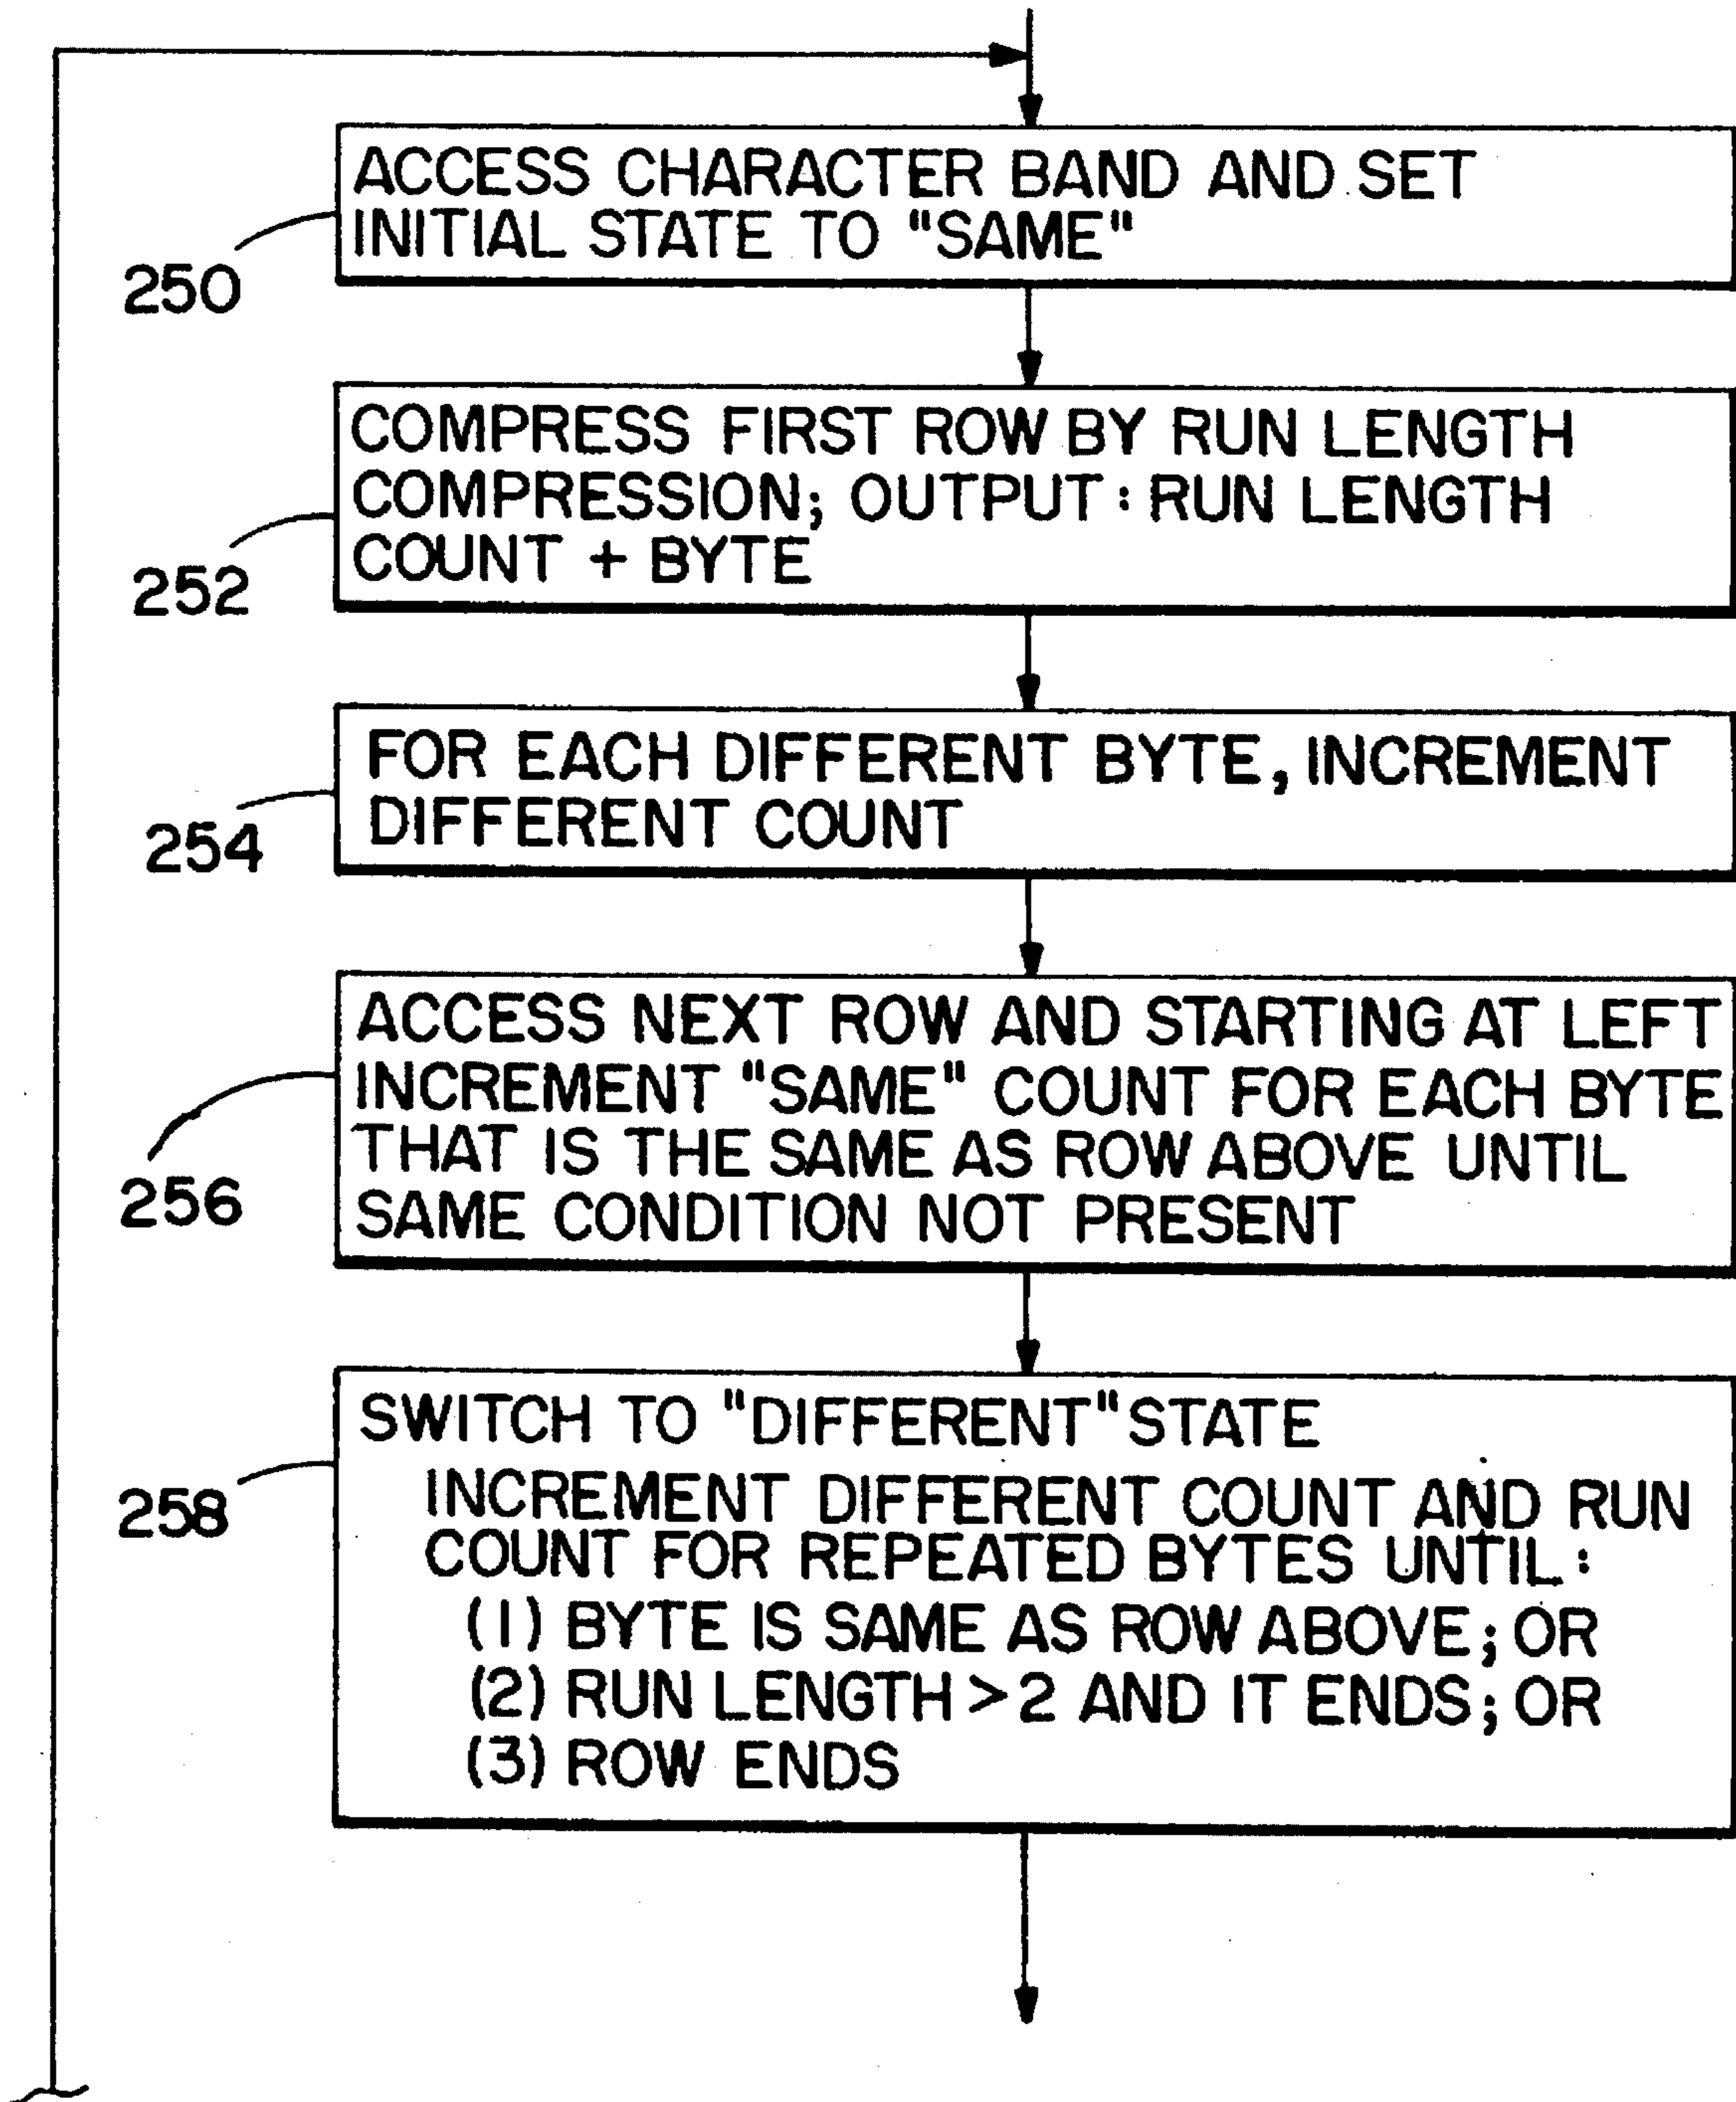 ACCESS CHARACTER BAND AND SET
INITIAL STATE TO "SAME"
250
COMPRESS FIRST ROW BY RUN LENGTH
COMPRESSION; OUTPUT: RUN LENGTH
COUNT + BYTE
252
FOR EACH DIFFERENT BYTE, INCREMENT
DIFFERENT COUNT
254
ACCESS NEXT ROW AND STARTING AT LEFT
INCREMENT "SAME" COUNT FOR EACH BYTE
THAT IS THE SAME AS ROW ABOVE UNTIL
SAME CONDITION NOT PRESENT
256
SWITCH TO "DIFFERENT" STATE
INCREMENT DIFFERENT COUNT AND RUN
COUNT FOR REPEATED BYTES UNTIL:
(1) BYTE IS SAME AS ROW ABOVE; OR
(2) RUN LENGTH > 2 AND IT ENDS; OR
(3) ROW ENDS
258